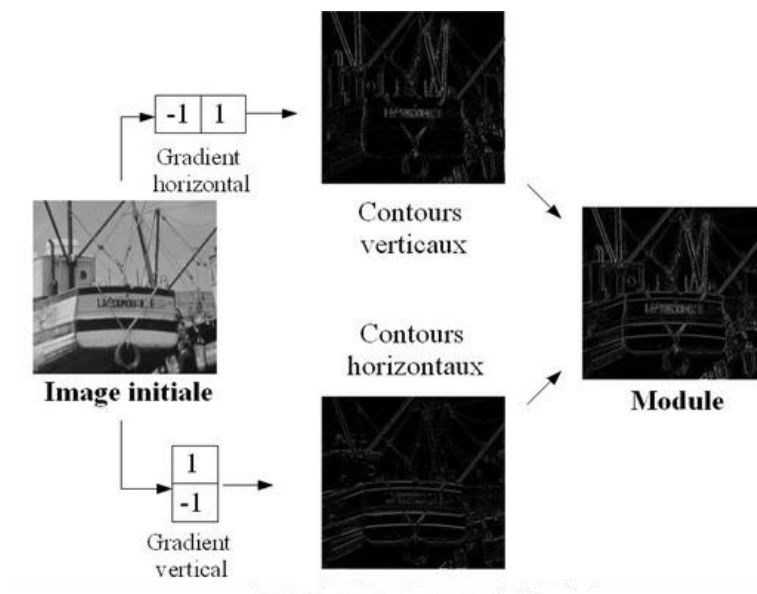 -1 1
Gradient
horizontal
Contours
verticaux
Image initiale
Contours
horizontaux
Module
1
-1
Gradient
vertical